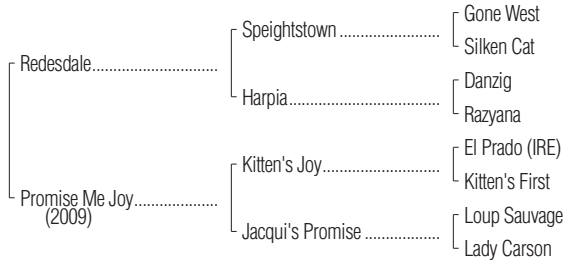 Gone West
Speightstown
Silken Cat
Redesdale
Danzig
Harpia
Razyana
El Prado (IRE)
Kitten's Joy
Kitten's First
Promise Me Joy
(2009)
Loup Sauvage
Jacqui's Promise
Lady Carson